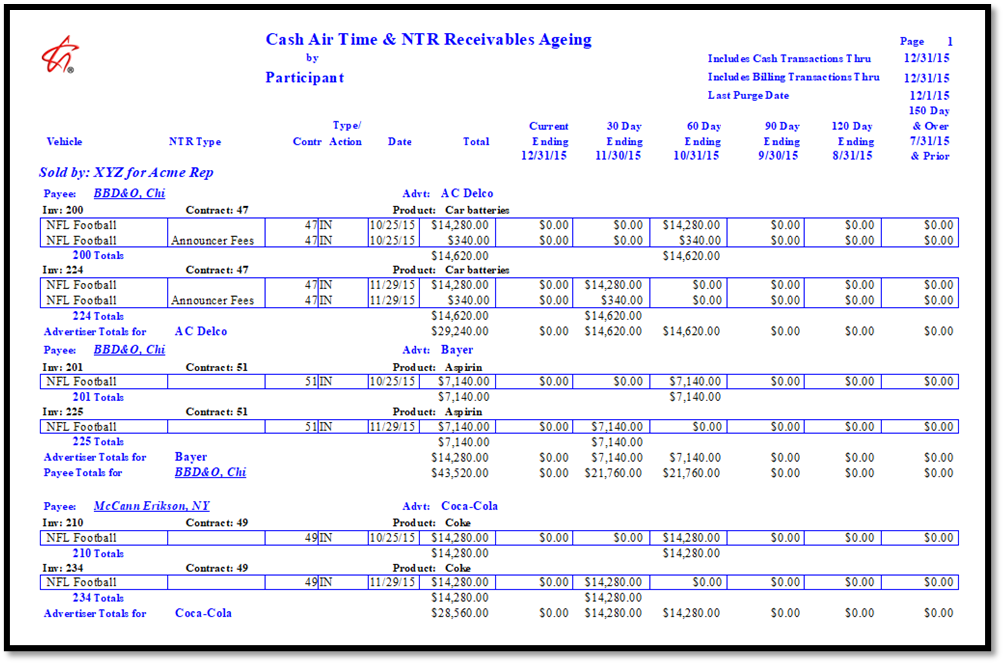 Cash Air Time & NTR Receivables Ageing
by
Participant
Page 1
Includes Cash Transactions Thru 12/31/15
Includes Billing Transactions Thru 12/31/15
Last Purge Date 12/1/15
150 Day
Type/ Current 30 Day 60 Day 90 Day 120 Day & Over
Vehicle NTR Type Contr Action Date Total Ending Ending Ending Ending Ending 7/31/15
12/31/15 11/30/15 10/31/15 9/30/15 8/31/15 & Prior
Sold by: XYZ for Acme Rep
Payee: BBD&O, Chi Advt: AC Delco
Inv: 200 Contract: 47 Product: Car batteries
NFL Football 47 IN 10/25/15 $14,280.00 $0.00 $0.00 $14,280.00 $0.00 $0.00 $0.00
NFL Football Announcer Fees 47 IN 10/25/15 $340.00 $0.00 $0.00 $340.00 $0.00 $0.00 $0.00
200 Totals $14,620.00 $14,620.00
Inv: 224 Contract: 47 Product: Car batteries
NFL Football 47 IN 11/29/15 $14,280.00 $0.00 $14,280.00 $0.00 $0.00 $0.00 $0.00
NFL Football Announcer Fees 47 IN 11/29/15 $340.00 $0.00 $340.00 $0.00 $0.00 $0.00 $0.00
224 Totals $14,620.00 $14,620.00
Advertiser Totals for AC Delco $29,240.00 $0.00 $14,620.00 $14,620.00 $0.00 $0.00 $0.00
Payee: BBD&O, Chi Advt: Bayer
Inv: 201 Contract: 51 Product: Aspirin
NFL Football 51 IN 10/25/15 $7,140.00 $0.00 $0.00 $7,140.00 $0.00 $0.00 $0.00
201 Totals $7,140.00 $7,140.00
Inv: 225 Contract: 51 Product: Aspirin
NFL Football 51 IN 11/29/15 $7,140.00 $0.00 $7,140.00 $0.00 $0.00 $0.00 $0.00
225 Totals $7,140.00 $7,140.00
Advertiser Totals for Bayer $14,280.00 $0.00 $7,140.00 $7,140.00 $0.00 $0.00 $0.00
Payee Totals for BBD&O, Chi $43,520.00 $0.00 $21,760.00 $21,760.00 $0.00 $0.00 $0.00
Payee: McCann Erikson, NY Advt: Coca-Cola
Inv: 210 Contract: 49 Product: Coke
NFL Football 49 IN 10/25/15 $14,280.00 $0.00 $0.00 $14,280.00 $0.00 $0.00 $0.00
210 Totals $14,280.00 $14,280.00
Inv: 234 Contract: 49 Product: Coke
NFL Football 49 IN 11/29/15 $14,280.00 $0.00 $14,280.00 $0.00 $0.00 $0.00 $0.00
234 Totals $14,280.00 $14,280.00
Advertiser Totals for Coca-Cola $28,560.00 $0.00 $14,280.00 $14,280.00 $0.00 $0.00 $0.00